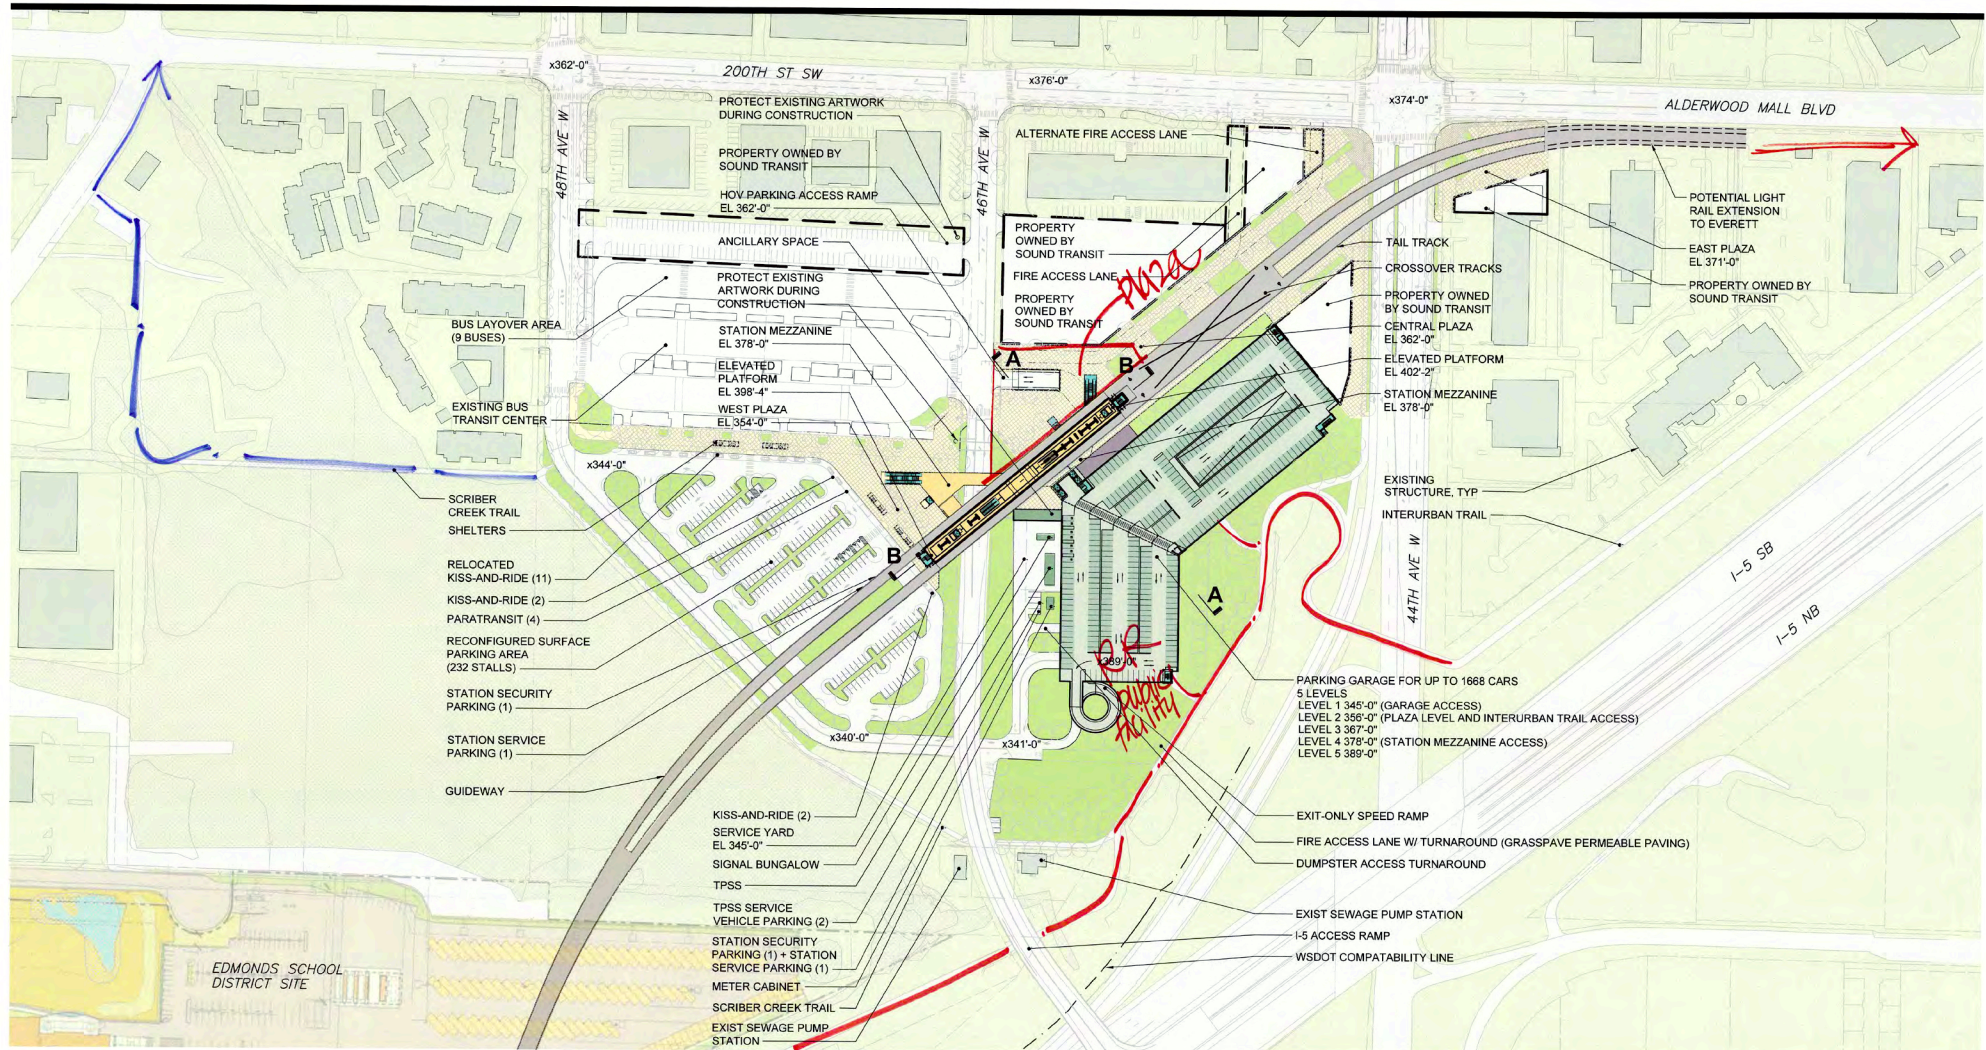 x362'-0"
200TH ST SW
x376'-0"
x374'-0"
ALDERWOOD MALL BLVD
48TH AVE W
46TH AVE W
PROTECT EXISTING ARTWORK
DURING CONSTRUCTION
PROPERTY OWNED BY
SOUND TRANSIT
HOV PARKING ACCESS RAMP
EL 362'-0"
ANCILLARY SPACE
PROTECT EXISTING
ARTWORK DURING
CONSTRUCTION
STATION MEZZANINE
EL 378'-0"
ELEVATED
PLATFORM
EL 398'-4"
WEST PLAZA
EL 354'-0"
ALTERNATE FIRE ACCESS LANE
PROPERTY
OWNED BY
SOUND TRANSIT
FIRE ACCESS LANE
PROPERTY
OWNED BY
SOUND TRANSIT
plaza
A
B
B
A
POTENTIAL LIGHT
RAIL EXTENSION
TO EVERETT
EAST PLAZA
EL 371'-0"
PROPERTY OWNED BY
SOUND TRANSIT
TAIL TRACK
CROSSOVER TRACKS
PROPERTY OWNED
BY SOUND TRANSIT
CENTRAL PLAZA
EL 362'-0"
ELEVATED PLATFORM
EL 402'-2"
STATION MEZZANINE
EL 378'-0"
EXISTING
STRUCTURE, TYP
INTERURBAN TRAIL
44TH AVE W
I-5 SB
I-5 NB
BUS LAYOVER AREA
(9 BUSES)
EXISTING BUS
TRANSIT CENTER
x344'-0"
SCRIBER
CREEK TRAIL
SHELTERS
RELOCATED
KISS-AND-RIDE (11)
KISS-AND-RIDE (2)
PARATRANSIT (4)
RECONFIGURED SURFACE
PARKING AREA
(232 STALLS)
STATION SECURITY
PARKING (1)
STATION SERVICE
PARKING (1)
GUIDEWAY
x340'-0"
x341'-0"
x389'-0"
RR
public
facility
PARKING GARAGE FOR UP TO 1668 CARS
5 LEVELS
LEVEL 1 345'-0" (GARAGE ACCESS)
LEVEL 2 356'-0" (PLAZA LEVEL AND INTERURBAN TRAIL ACCESS)
LEVEL 3 367'-0"
LEVEL 4 378'-0" (STATION MEZZANINE ACCESS)
LEVEL 5 389'-0"
KISS-AND-RIDE (2)
SERVICE YARD
EL 345'-0"
SIGNAL BUNGALOW
TPSS
TPSS SERVICE
VEHICLE PARKING (2)
STATION SECURITY
PARKING (1) + STATION
SERVICE PARKING (1)
METER CABINET
SCRIBER CREEK TRAIL
EXIST SEWAGE PUMP
STATION
EXIT-ONLY SPEED RAMP
FIRE ACCESS LANE W/ TURNAROUND (GRASSPAVE PERMEABLE PAVING)
DUMPSTER ACCESS TURNAROUND
EXIST SEWAGE PUMP STATION
I-5 ACCESS RAMP
WSDOT COMPATABILITY LINE
EDMONDS SCHOOL
DISTRICT SITE